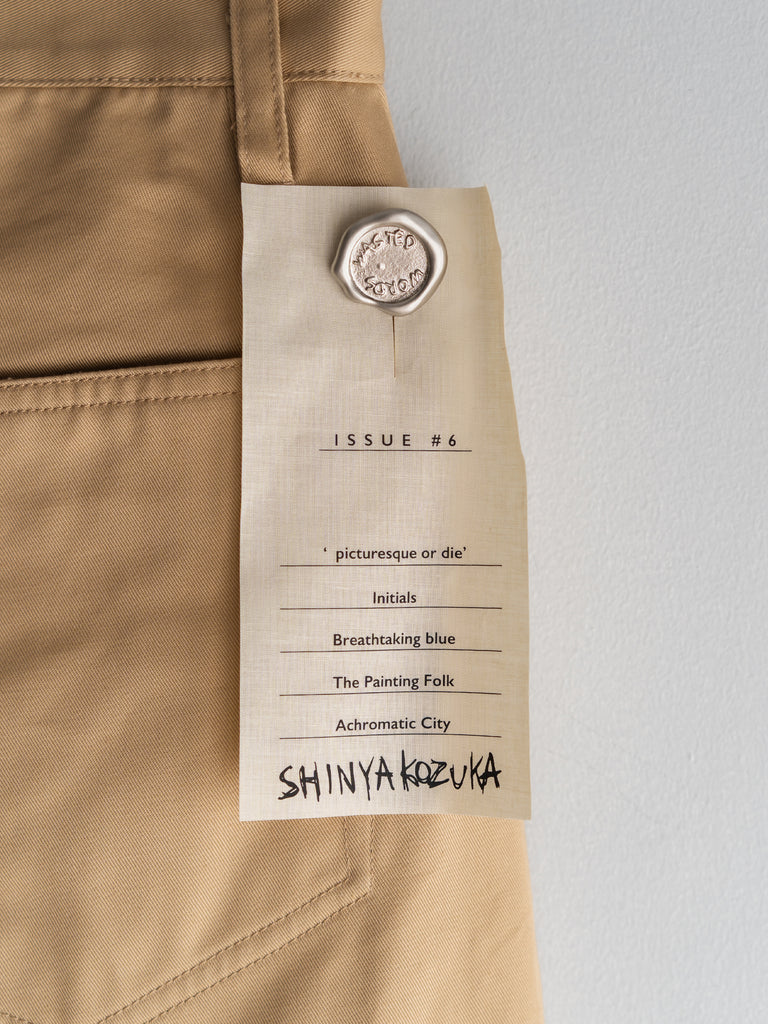 WASTED
WORDS
ISSUE #6
‘ picturesque or die’
Initials
Breathtaking blue
The Painting Folk
Achromatic City
SHINYAKOZUKA